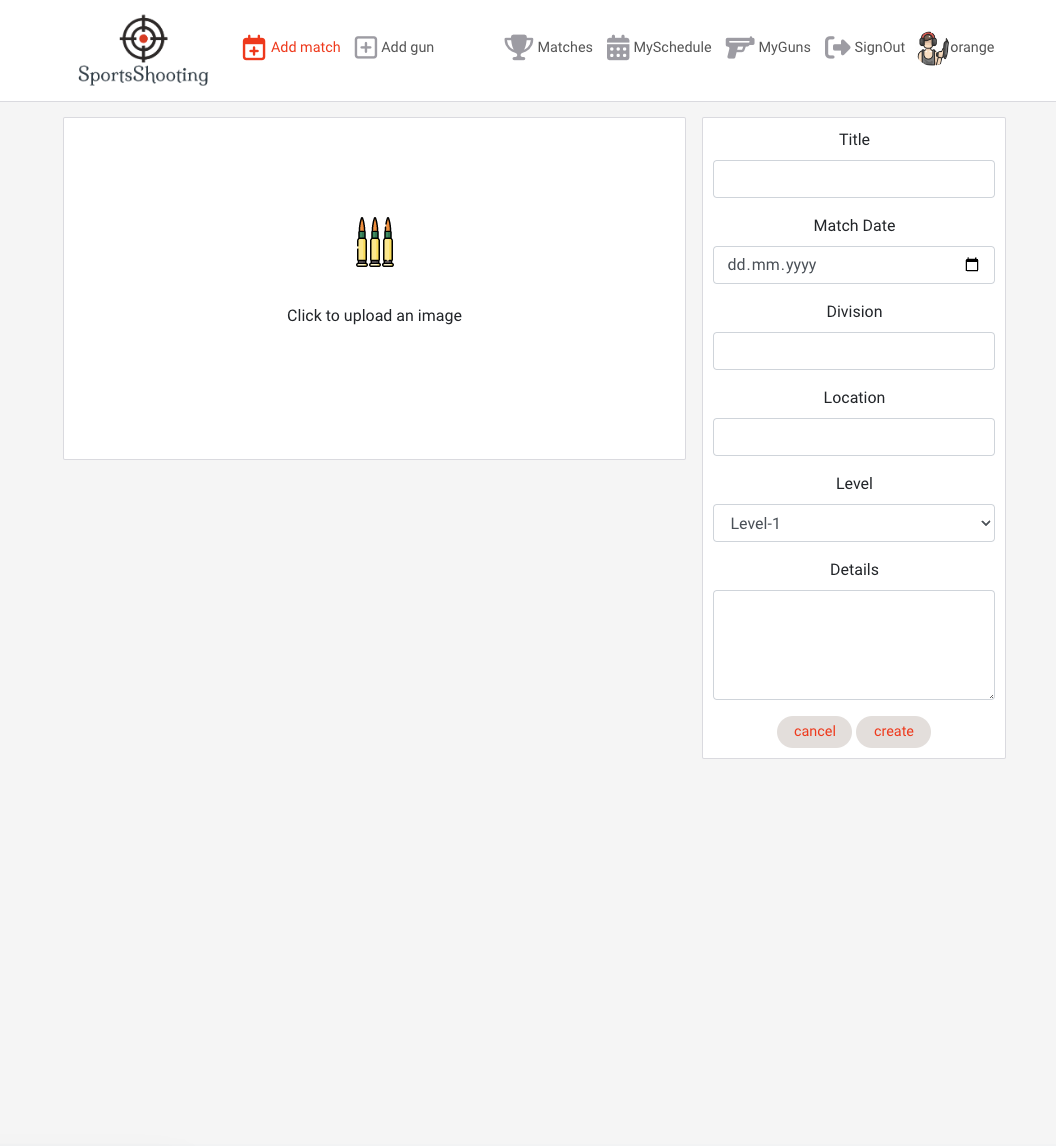 SportsShooting
Add match
Add gun
Matches
MySchedule
MyGuns
SignOut
orange
Click to upload an image
Title
Match Date
dd.mm.yyyy
Division
Location
Level
Level-1
Details
cancel
create